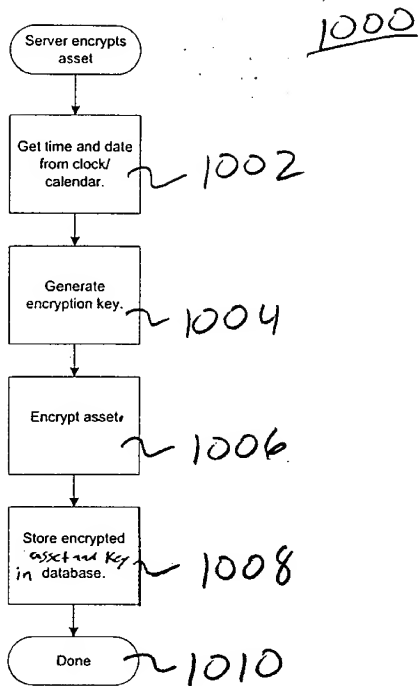 1000
Server encrypts
asset
Get time and date
from clock/
calendar.
1002
Generate
encryption key.
1004
Encrypt asset.
1006
Store encrypted
asset and key
in database.
1008
Done
1010